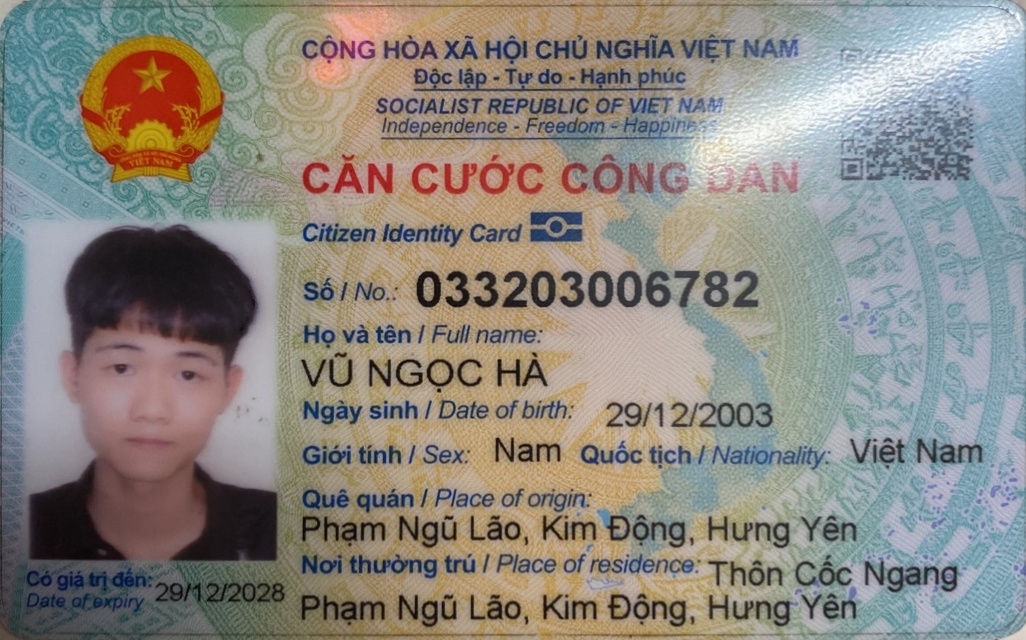 CỘNG HÒA XÃ HỘI CHỦ NGHĨA VIỆT NAM
Độc lập - Tự do - Hạnh phúc
SOCIALIST REPUBLIC OF VIET NAM
Independence - Freedom - Happiness
CĂN CƯỚC CÔNG DÂN
Citizen Identity Card
Số / No.: 033203006782
Họ và tên / Full name:
VŨ NGỌC HÀ
Ngày sinh / Date of birth: 29/12/2003
Giới tính / Sex: Nam Quốc tịch / Nationality: Việt Nam
Quê quán / Place of origin:
Phạm Ngũ Lão, Kim Động, Hưng Yên
Nơi thường trú / Place of residence: Thôn Cốc Ngang
Phạm Ngũ Lão, Kim Động, Hưng Yên
Có giá trị đến: 29/12/2028
Date of expiry
VIỆT NAM